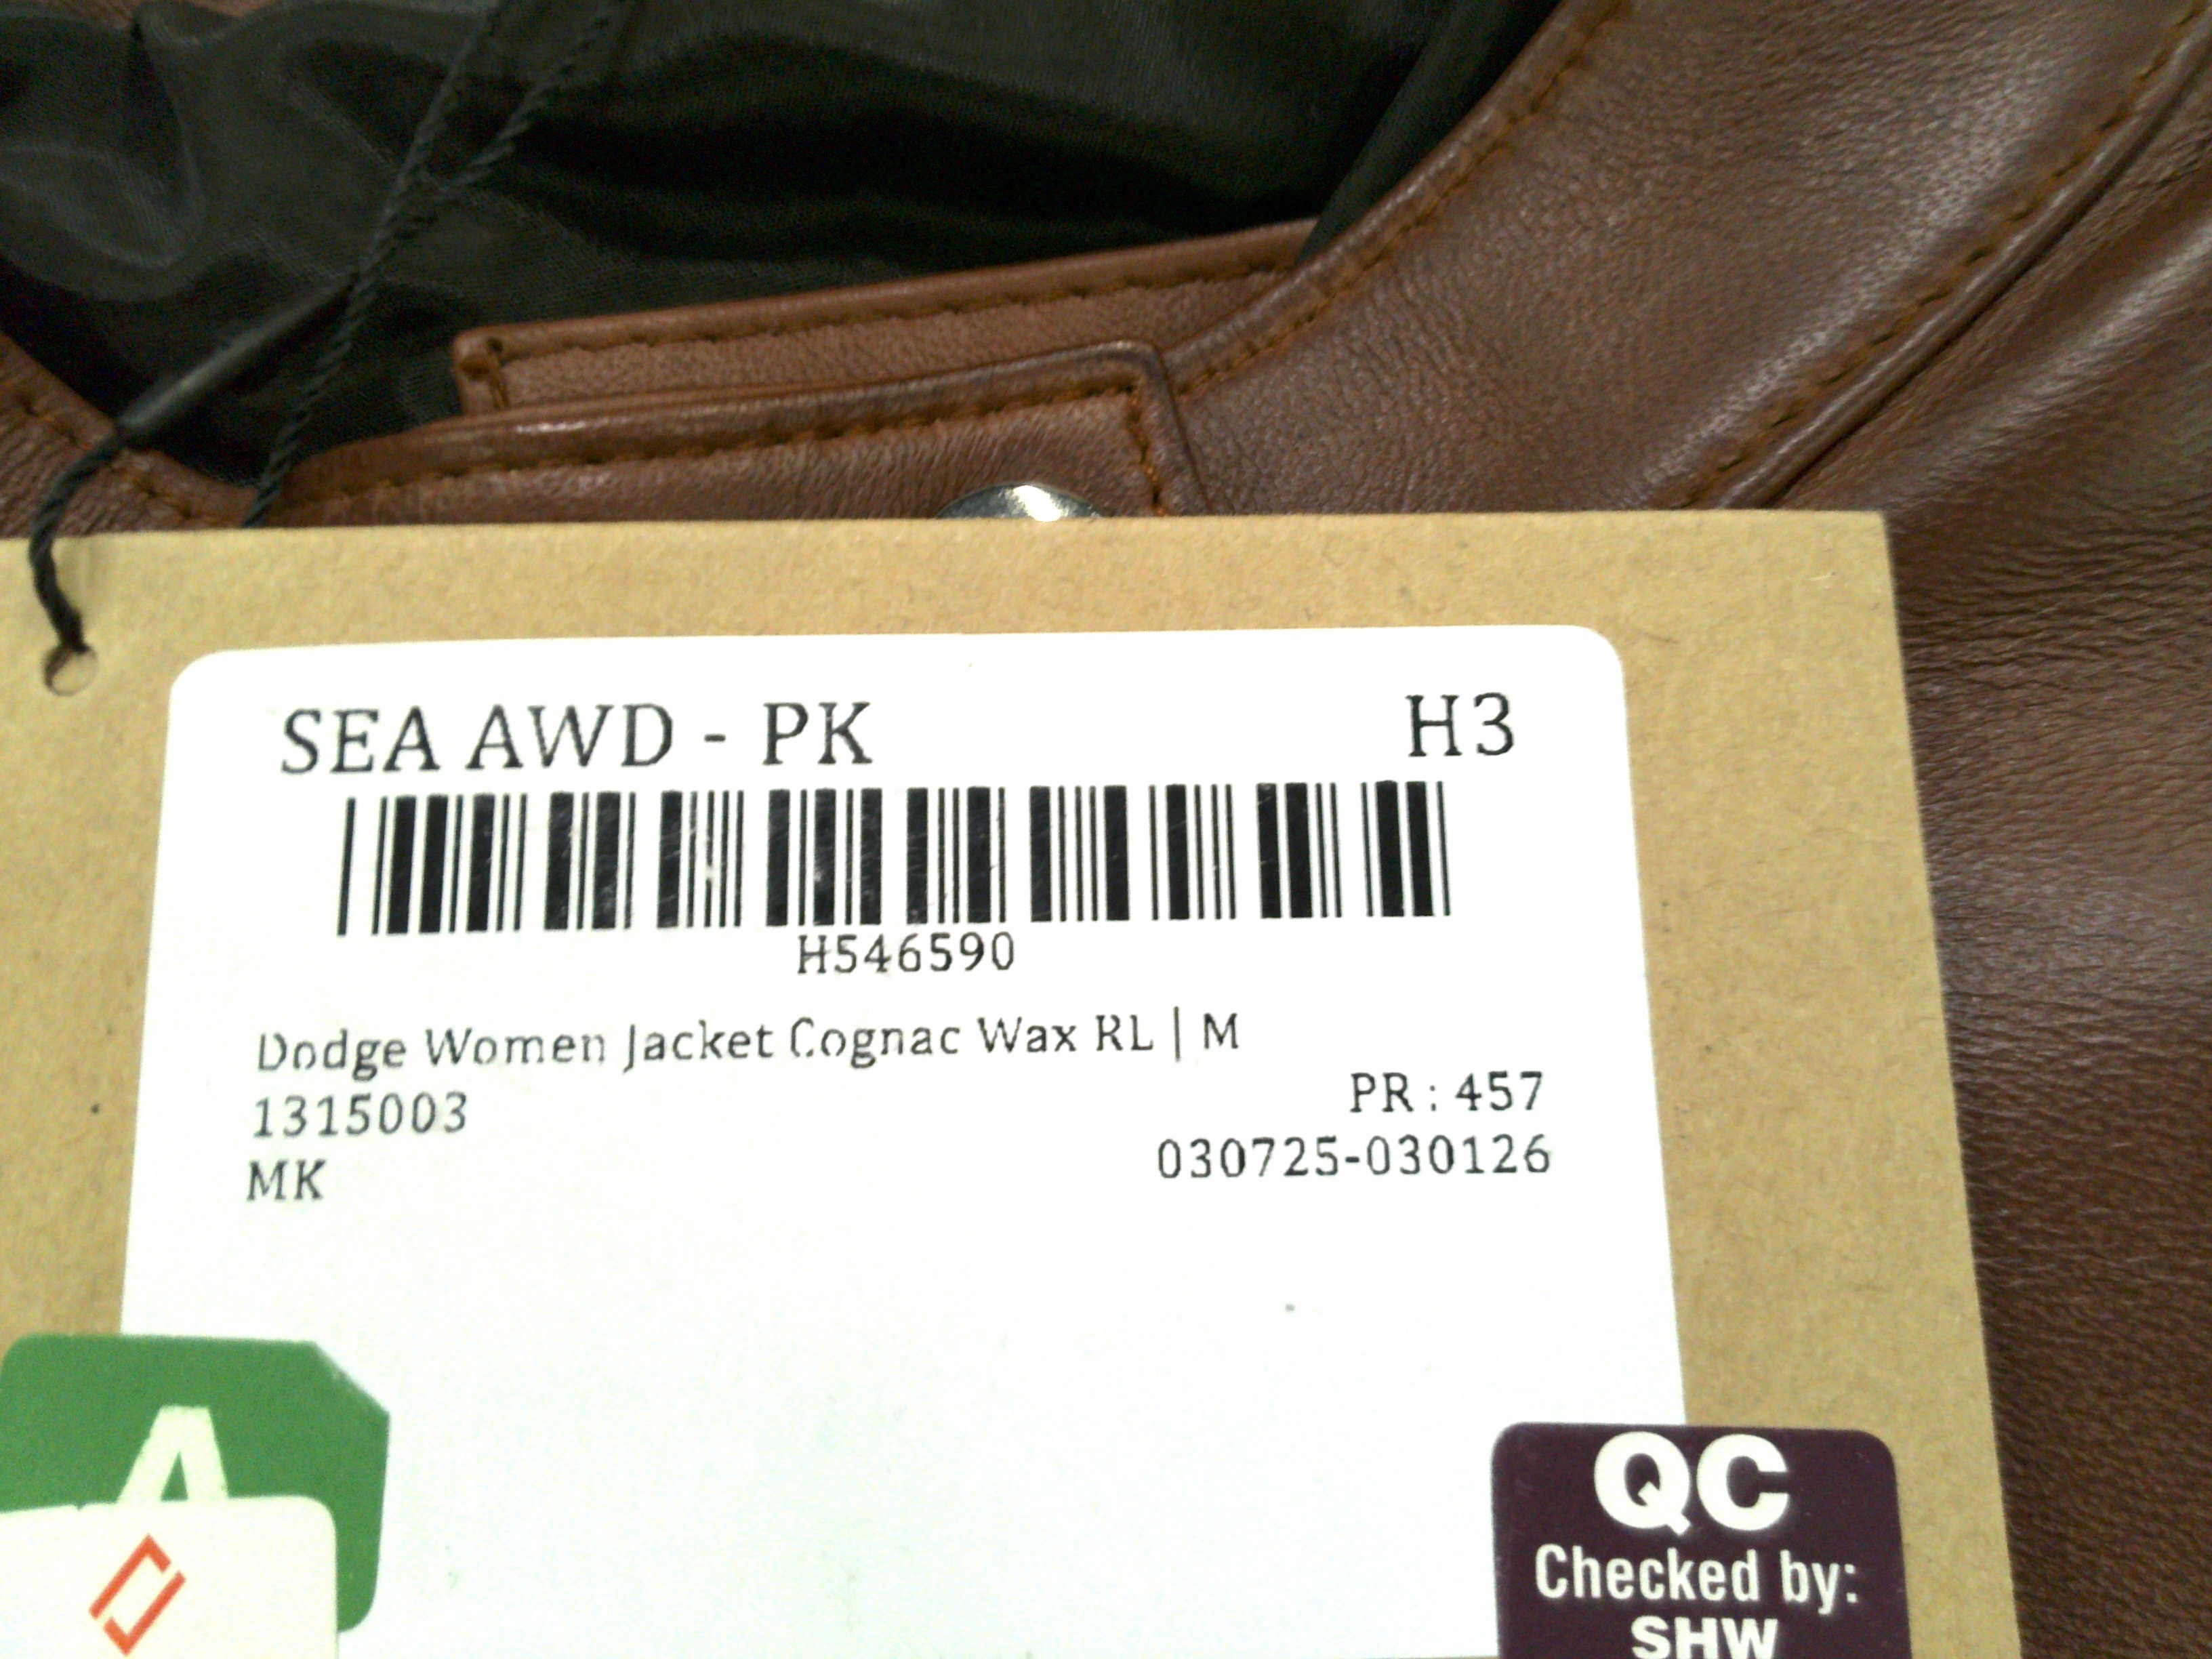 SEA AWD - PK H3
H546590
Dodge Women Jacket Cognac Wax RL | M
1315003 PR : 457
MK 030725-030126
A
QC
Checked by:
SHW